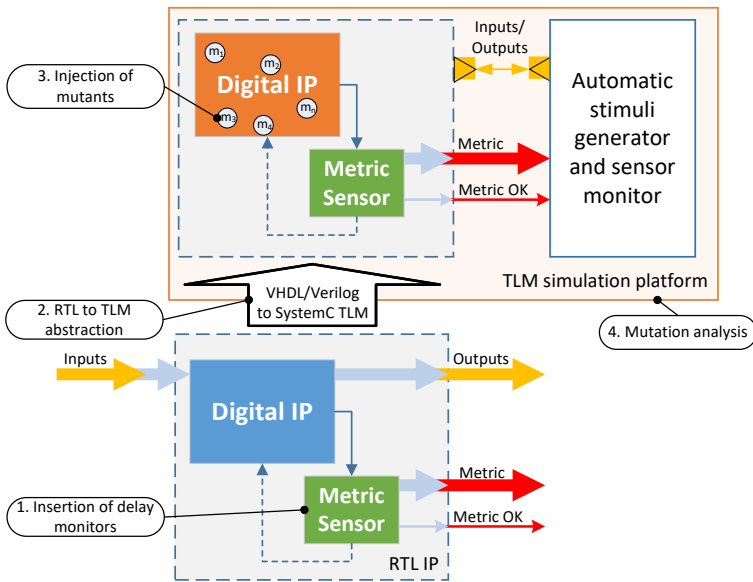 Inputs/
Outputs
m1
m2
Digital IP
mn
m3
m4
3. Injection of
mutants
Automatic
stimuli
generator
and sensor
monitor
Metric
Metric
Sensor
Metric OK
TLM simulation platform
VHDL/Verilog
to SystemC TLM
2. RTL to TLM
abstraction
4. Mutation analysis
Inputs
Outputs
Digital IP
Metric
Metric
Sensor
Metric OK
1. Insertion of delay
monitors
RTL IP